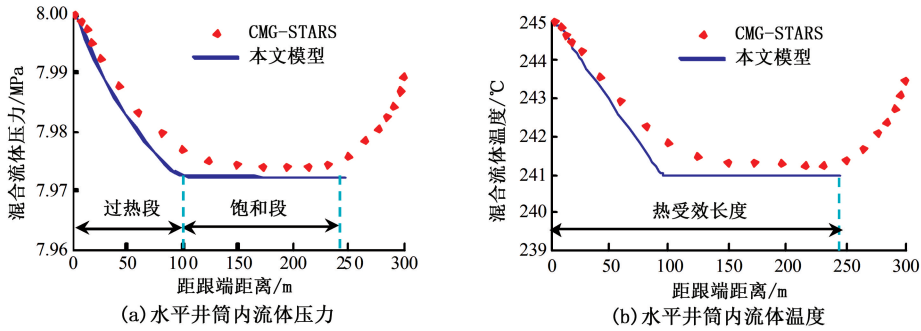 混合流体压力/MPa
8.00
7.99
7.98
7.97
7.96
CMG-STARS
本文模型
过热段
饱和段
0 50 100 150 200 250 300
距跟端距离/m
(a)水平井筒内流体压力
混合流体温度/℃
245
244
243
242
241
240
239
CMG-STARS
本文模型
热受效长度
0 50 100 150 200 250 300
距跟端距离/m
(b)水平井筒内流体温度